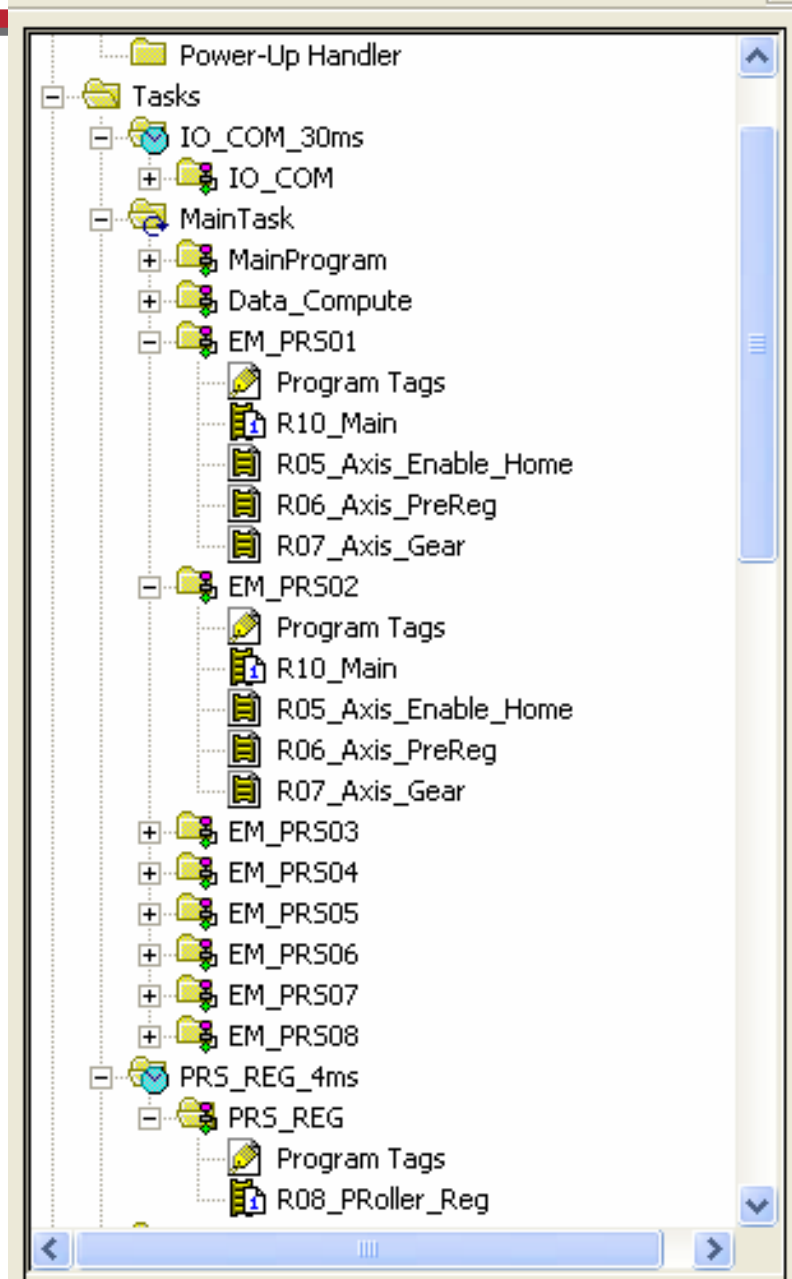 Power-Up Handler
Tasks
IO_COM_30ms
IO_COM
MainTask
MainProgram
Data_Compute
EM_PRS01
Program Tags
R10_Main
R05_Axis_Enable_Home
R06_Axis_PreReg
R07_Axis_Gear
EM_PRS02
Program Tags
R10_Main
R05_Axis_Enable_Home
R06_Axis_PreReg
R07_Axis_Gear
EM_PRS03
EM_PRS04
EM_PRS05
EM_PRS06
EM_PRS07
EM_PRS08
PRS_REG_4ms
PRS_REG
Program Tags
R08_PRoller_Reg